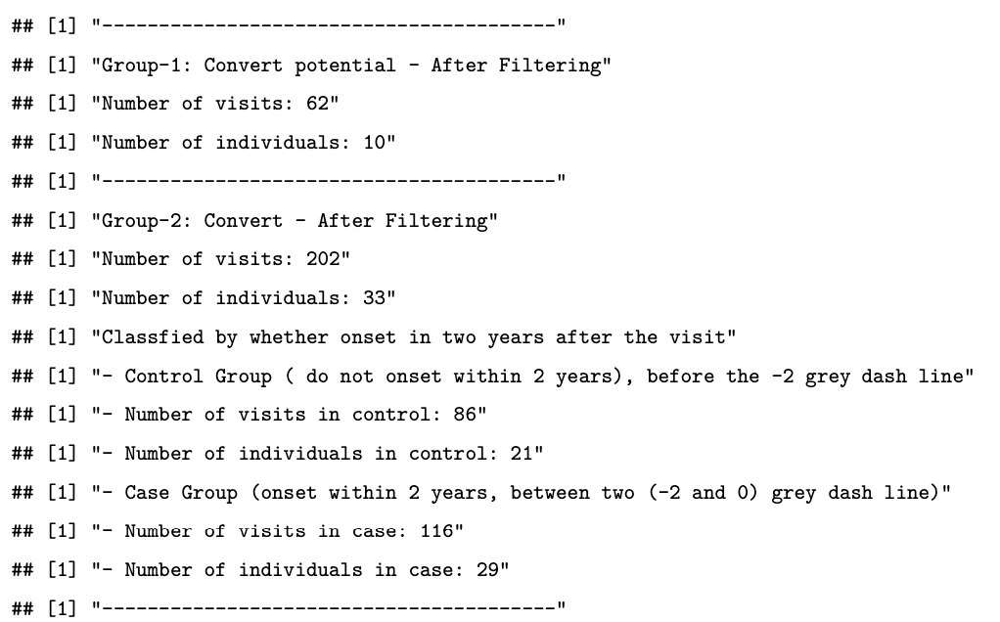 ## [1] "----------------------------------------"
## [1] "Group-1: Convert potential - After Filtering"
## [1] "Number of visits: 62"
## [1] "Number of individuals: 10"
## [1] "----------------------------------------"
## [1] "Group-2: Convert - After Filtering"
## [1] "Number of visits: 202"
## [1] "Number of individuals: 33"
## [1] "Classfied by whether onset in two years after the visit"
## [1] "- Control Group ( do not onset within 2 years), before the -2 grey dash line"
## [1] "- Number of visits in control: 86"
## [1] "- Number of individuals in control: 21"
## [1] "- Case Group (onset within 2 years, between two (-2 and 0) grey dash line)"
## [1] "- Number of visits in case: 116"
## [1] "- Number of individuals in case: 29"
## [1] "----------------------------------------"